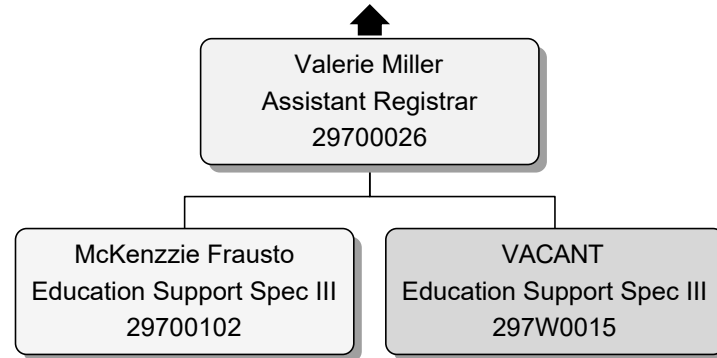 Valerie Miller
Assistant Registrar
29700026
McKenzzie Frausto
Education Support Spec III
29700102
VACANT
Education Support Spec III
297W0015